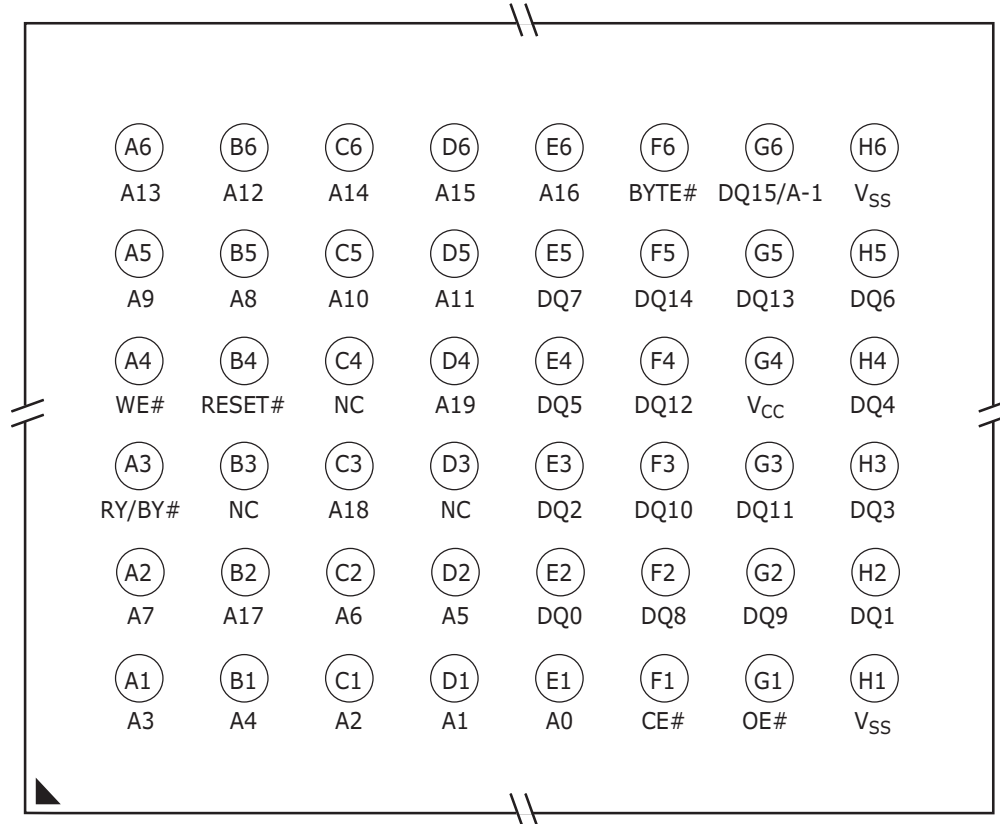 A6 B6 C6 D6 E6 F6 G6 H6
A13 A12 A14 A15 A16 BYTE# DQ15/A-1 VSS
A5 B5 C5 D5 E5 F5 G5 H5
A9 A8 A10 A11 DQ7 DQ14 DQ13 DQ6
A4 B4 C4 D4 E4 F4 G4 H4
WE# RESET# NC A19 DQ5 DQ12 VCC DQ4
A3 B3 C3 D3 E3 F3 G3 H3
RY/BY# NC A18 NC DQ2 DQ10 DQ11 DQ3
A2 B2 C2 D2 E2 F2 G2 H2
A7 A17 A6 A5 DQ0 DQ8 DQ9 DQ1
A1 B1 C1 D1 E1 F1 G1 H1
A3 A4 A2 A1 A0 CE# OE# VSS